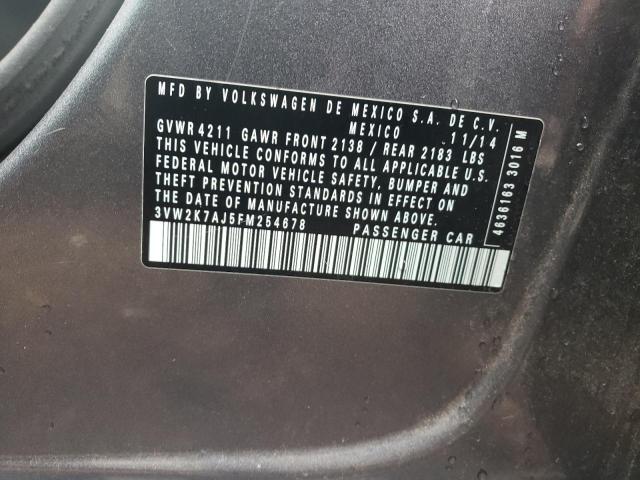 MFD BY VOLKSWAGEN DE MEXICO S.A. DE C.V.
MEXICO 11/14
GVWR 4211 GAWR FRONT 2138 / REAR 2183 LBS
THIS VEHICLE CONFORMS TO ALL APPLICABLE U.S.
FEDERAL MOTOR VEHICLE SAFETY, BUMPER AND
THEFT PREVENTION STANDARDS IN EFFECT ON
THE DATE OF MANUFACTURE SHOWN ABOVE.
3VW2K7AJ5FM254678 PASSENGER CAR
4636163 3016 M